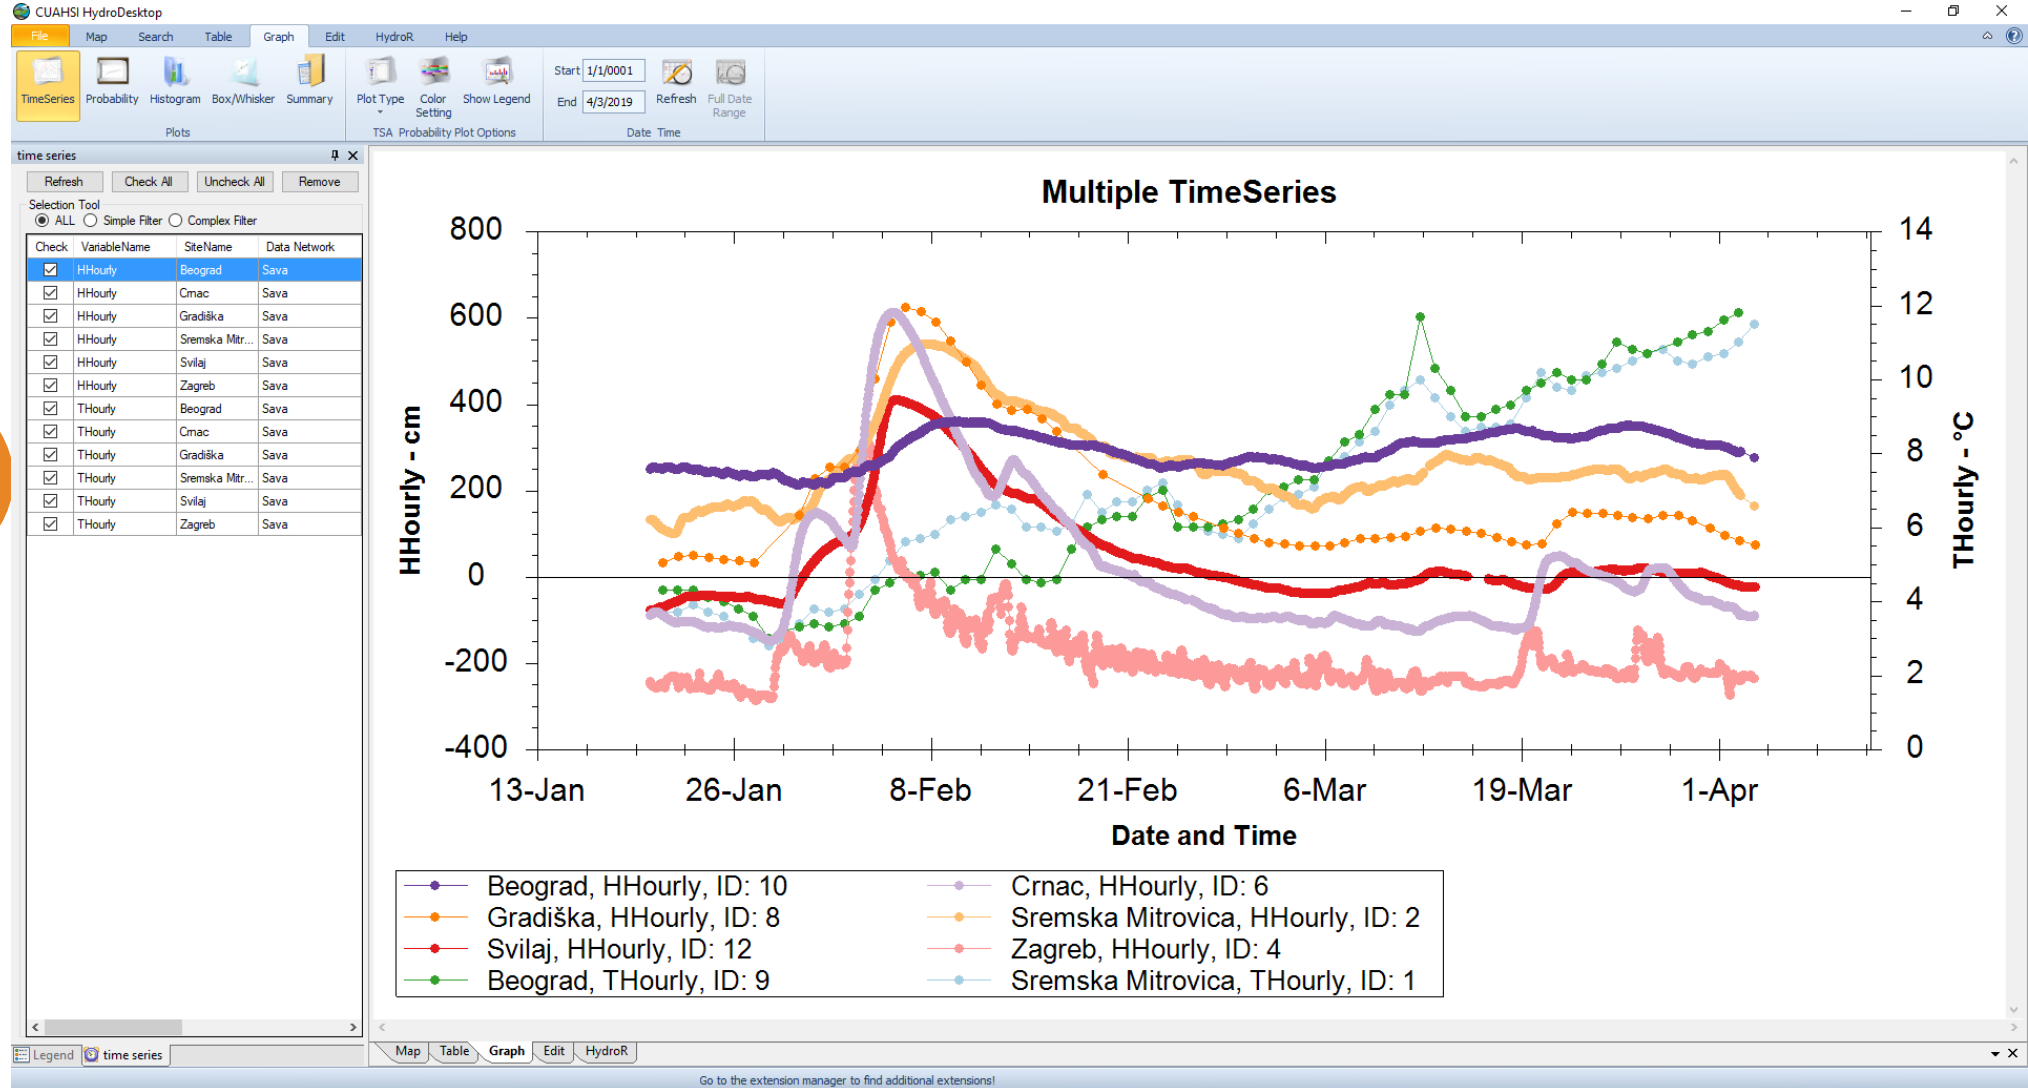 CUAHSI HydroDesktop
File Map Search Table Graph Edit HydroR Help
TimeSeries Probability Histogram Box/Whisker Summary
Plots
Plot Type Color Setting Show Legend
TSA Probability Plot Options
Start 1/1/0001
End 4/3/2019
Refresh Full Date Range
Date Time
time series
Refresh Check All Uncheck All Remove
Selection Tool
ALL Simple Filter Complex Filter
Check VariableName SiteName Data Network
HHourly Beograd Sava
HHourly Crnac Sava
HHourly Gradiška Sava
HHourly Sremska Mitr... Sava
HHourly Svilaj Sava
HHourly Zagreb Sava
THourly Beograd Sava
THourly Crnac Sava
THourly Gradiška Sava
THourly Sremska Mitr... Sava
THourly Svilaj Sava
THourly Zagreb Sava
Legend time series
Multiple TimeSeries
HHourly - cm
800
600
400
200
0
-200
-400
THourly - °C
14
12
10
8
6
4
2
0
13-Jan 26-Jan 8-Feb 21-Feb 6-Mar 19-Mar 1-Apr
Date and Time
Beograd, HHourly, ID: 10 Crnac, HHourly, ID: 6
Gradiška, HHourly, ID: 8 Sremska Mitrovica, HHourly, ID: 2
Svilaj, HHourly, ID: 12 Zagreb, HHourly, ID: 4
Beograd, THourly, ID: 9 Sremska Mitrovica, THourly, ID: 1
Map Table Graph Edit HydroR
Go to the extension manager to find additional extensions!